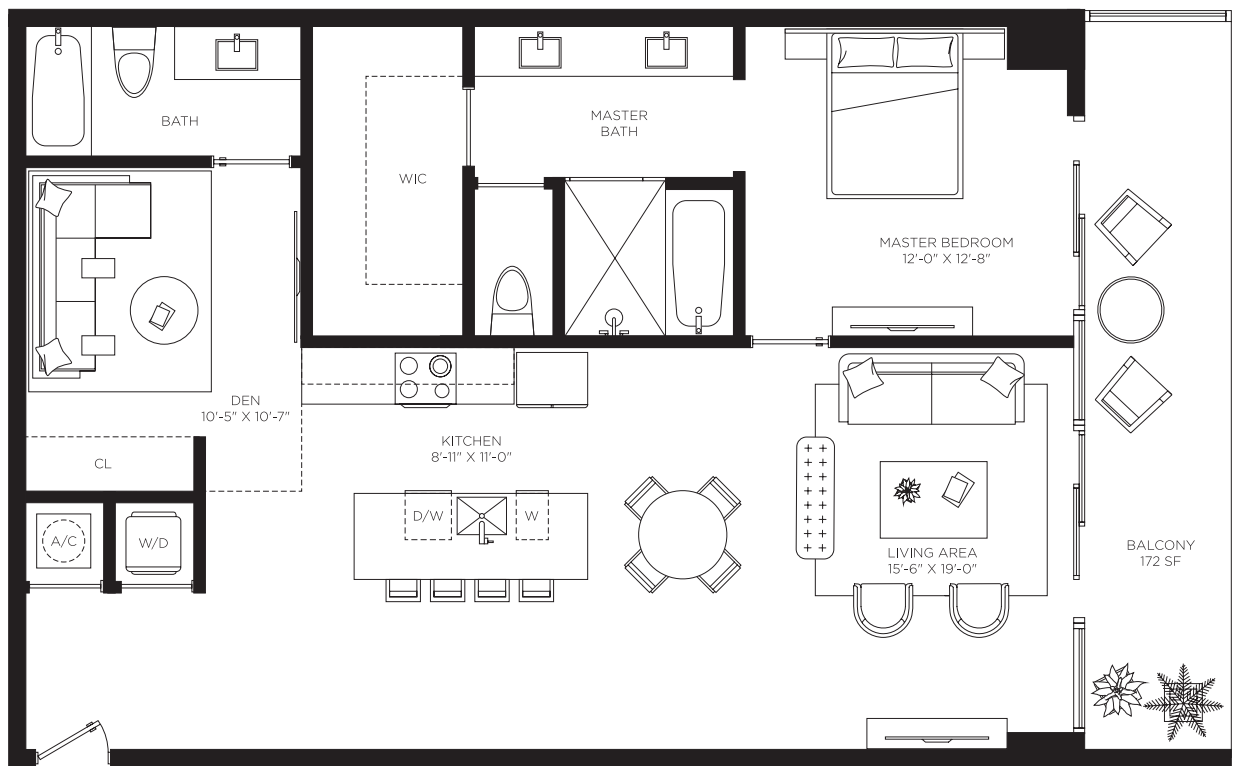 BATH
MASTER
BATH
WIC
MASTER BEDROOM
12'-0" X 12'-8"
DEN
10'-5" X 10'-7"
KITCHEN
8'-11" X 11'-0"
CL
D/W
W
A/C
W/D
LIVING AREA
15'-6" X 19'-0"
BALCONY
172 SF